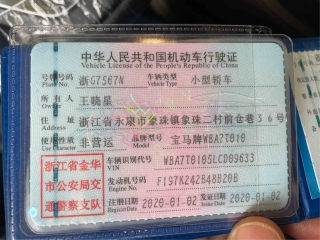 中华人民共和国机动车行驶证
Vehicle License of the People's Republic of China
号牌号码 浙G7567N 车辆类型 小型轿车
Plate No. Vehicle Type
所有人 王晓星
Owner
住址 浙江省永康市象珠镇象珠二村前仓巷36号
Address
使用性质 非营运 品牌型号 宝马牌WBA7T010
Use Character Model
浙江省金华
市公安局交
通警察支队
车辆识别代号 WBA7T0105LCD09633
VIN
发动机号码 F197KZ42B48B20B
Engine No.
注册日期 2020-01-02 发证日期 2020-01-02
Register Date Issue Date